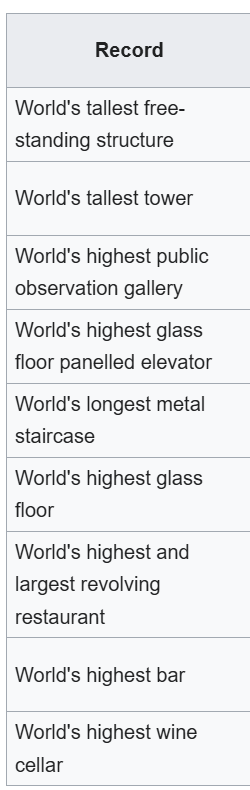 Record
World's tallest free-
standing structure
World's tallest tower
World's highest public
observation gallery
World's highest glass
floor panelled elevator
World's longest metal
staircase
World's highest glass
floor
World's highest and
largest revolving
restaurant
World's highest bar
World's highest wine
cellar